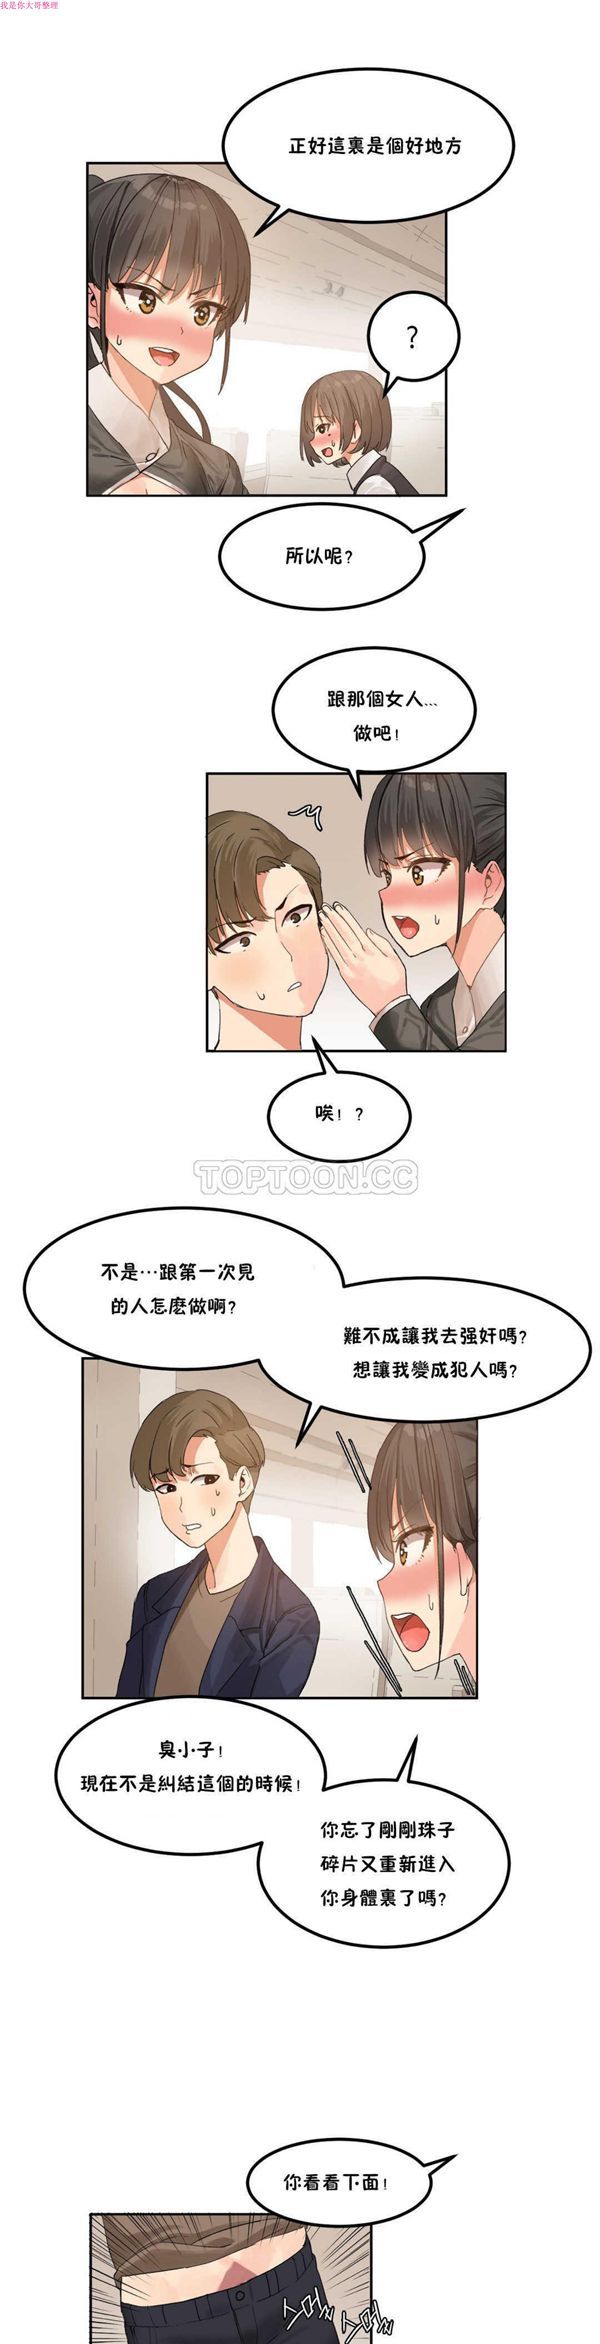 我是你大哥整理
正好這裏是個好地方
?
所以呢?
跟那個女人…
做吧!
唉! ?
TOPTOON.CC
不是…跟第一次見
的人怎麽做啊?
難不成讓我去强奸嗎?
想讓我變成犯人嗎?
臭小子!
現在不是糾結這個的時候!
你忘了剛剛珠子
碎片又重新進入
你身體裏了嗎?
你看看下面!
스멀
스멀